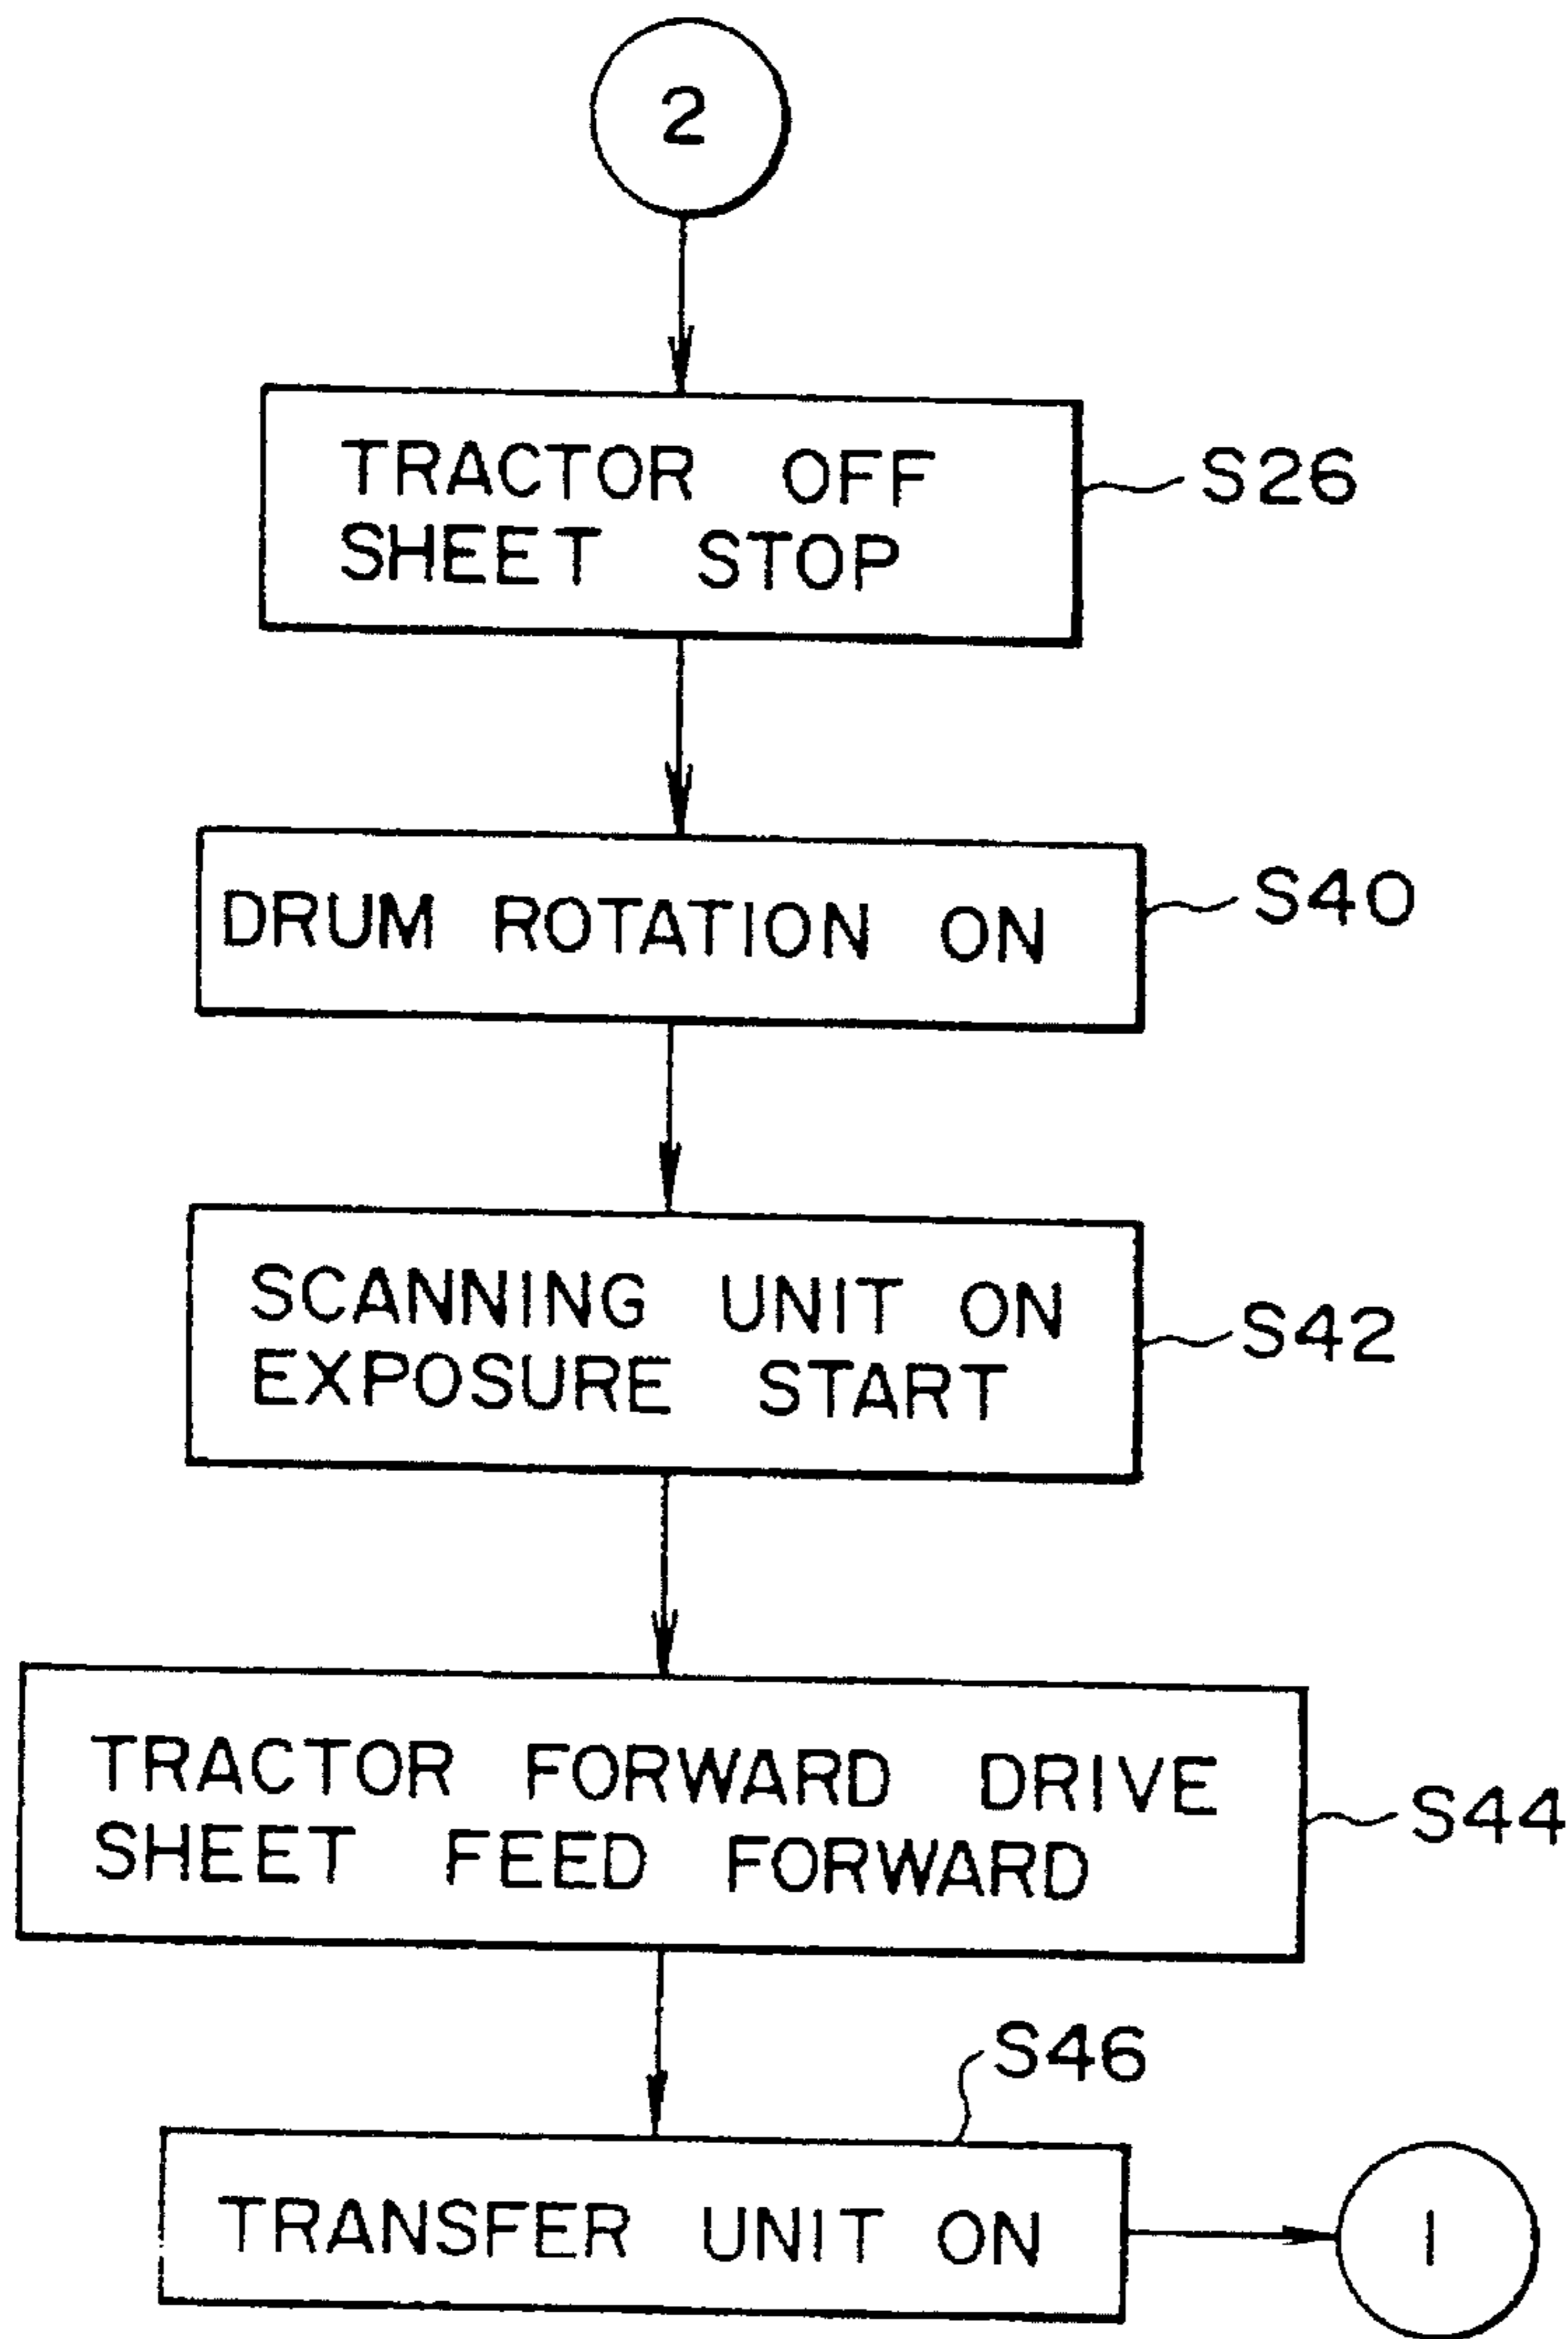 2
TRACTOR OFF
SHEET STOP
S26
DRUM ROTATION ON
S40
SCANNING UNIT ON
EXPOSURE START
S42
TRACTOR FORWARD DRIVE
SHEET FEED FORWARD
S44
S46
TRANSFER UNIT ON
1